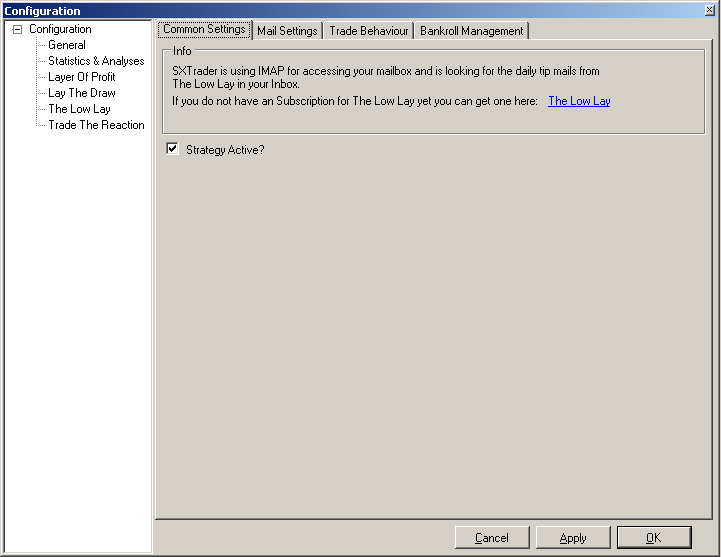 Configuration
Configuration
General
Statistics & Analyses
Layer Of Profit
Lay The Draw
The Low Lay
Trade The Reaction
Common Settings Mail Settings Trade Behaviour Bankroll Management
Info
SXTrader is using IMAP for accessing your mailbox and is looking for the daily tip mails from
The Low Lay in your Inbox.
If you do not have an Subscription for The Low Lay yet you can get one here: The Low Lay
Strategy Active?
Cancel Apply OK